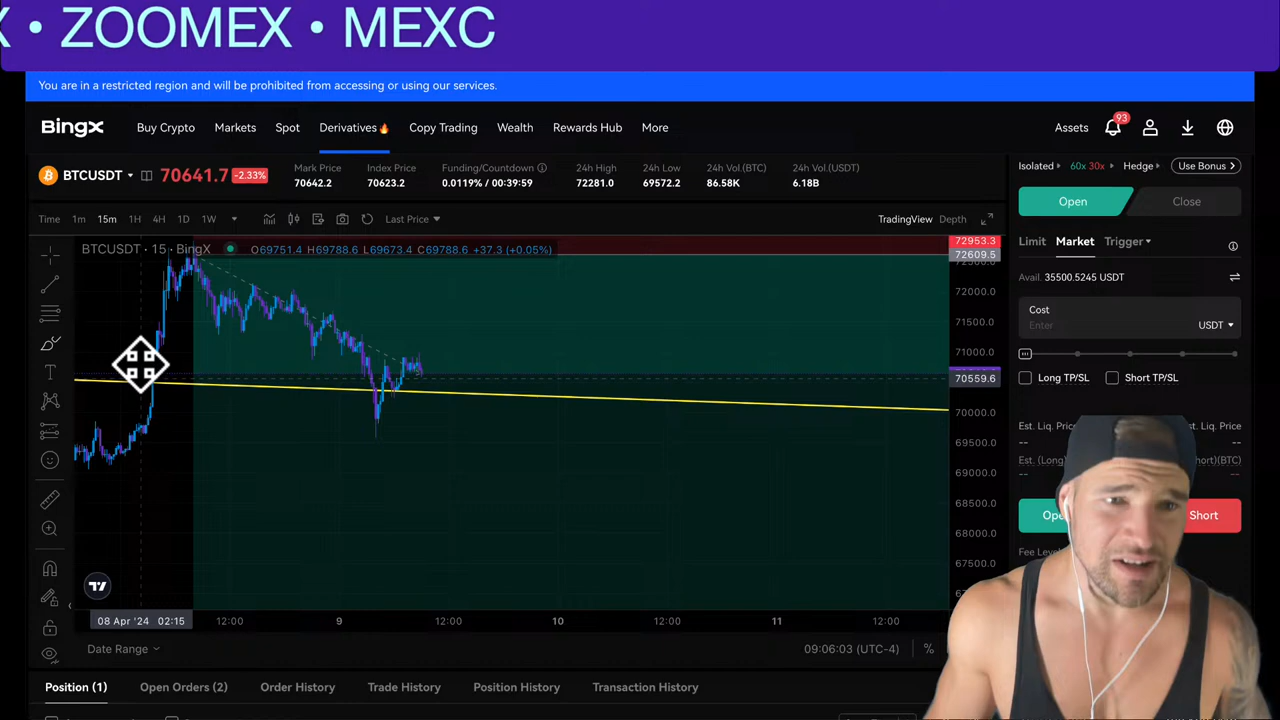 X • ZOOMEX • MEXC
You are in a restricted region and will be prohibited from accessing or using our services.
BingX Buy Crypto Markets Spot Derivatives🔥 Copy Trading Wealth Rewards Hub More Assets 93
BTCUSDT 70641.7 -2.33%
Mark Price
70642.2
Index Price
70623.2
Funding/Countdown
0.0119% / 00:39:59
24h High
72281.0
24h Low
69572.2
24h Vol.(BTC)
86.58K
24h Vol.(USDT)
6.18B
Isolated 60x 30x Hedge Use Bonus
Open Close
Time 1m 15m 1H 4H 1D 1W Last Price TradingView Depth
BTCUSDT · 15 · BingX O69751.4 H69788.6 L69673.4 C69788.6 +37.3 (+0.05%)
72953.3
72609.5
72000.0
71500.0
71000.0
70559.6
70000.0
69500.0
69000.0
68500.0
68000.0
67500.0
08 Apr '24 02:15 12:00 9 12:00 10 12:00 11 12:00
Date Range 09:06:03 (UTC-4) %
Limit Market Trigger
Avail. 35500.5245 USDT
Cost
Enter USDT
Long TP/SL Short TP/SL
Est. Liq. Price
-- --
Est. (Long)
-- --
Short
Fee
Position (1) Open Orders (2) Order History Trade History Position History Transaction History